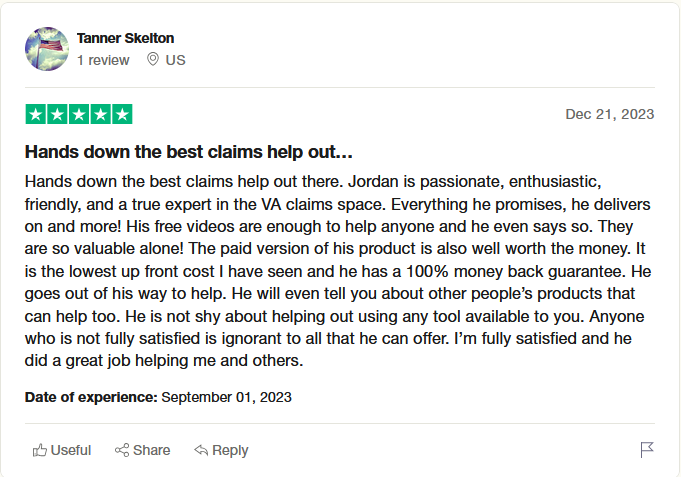 Tanner Skelton
1 review US
Dec 21, 2023
Hands down the best claims help out…
Hands down the best claims help out there. Jordan is passionate, enthusiastic,
friendly, and a true expert in the VA claims space. Everything he promises, he delivers
on and more! His free videos are enough to help anyone and he even says so. They
are so valuable alone! The paid version of his product is also well worth the money. It
is the lowest up front cost I have seen and he has a 100% money back guarantee. He
goes out of his way to help. He will even tell you about other people’s products that
can help too. He is not shy about helping out using any tool available to you. Anyone
who is not fully satisfied is ignorant to all that he can offer. I’m fully satisfied and he
did a great job helping me and others.
Date of experience: September 01, 2023
Useful Share Reply